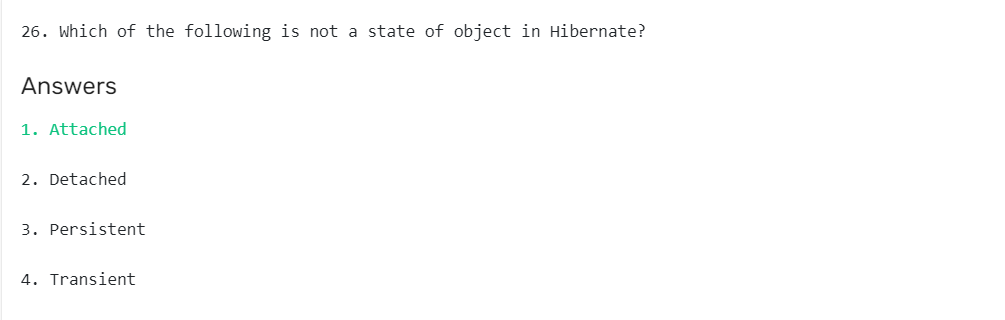 26. Which of the following is not a state of object in Hibernate?
Answers
1. Attached
2. Detached
3. Persistent
4. Transient